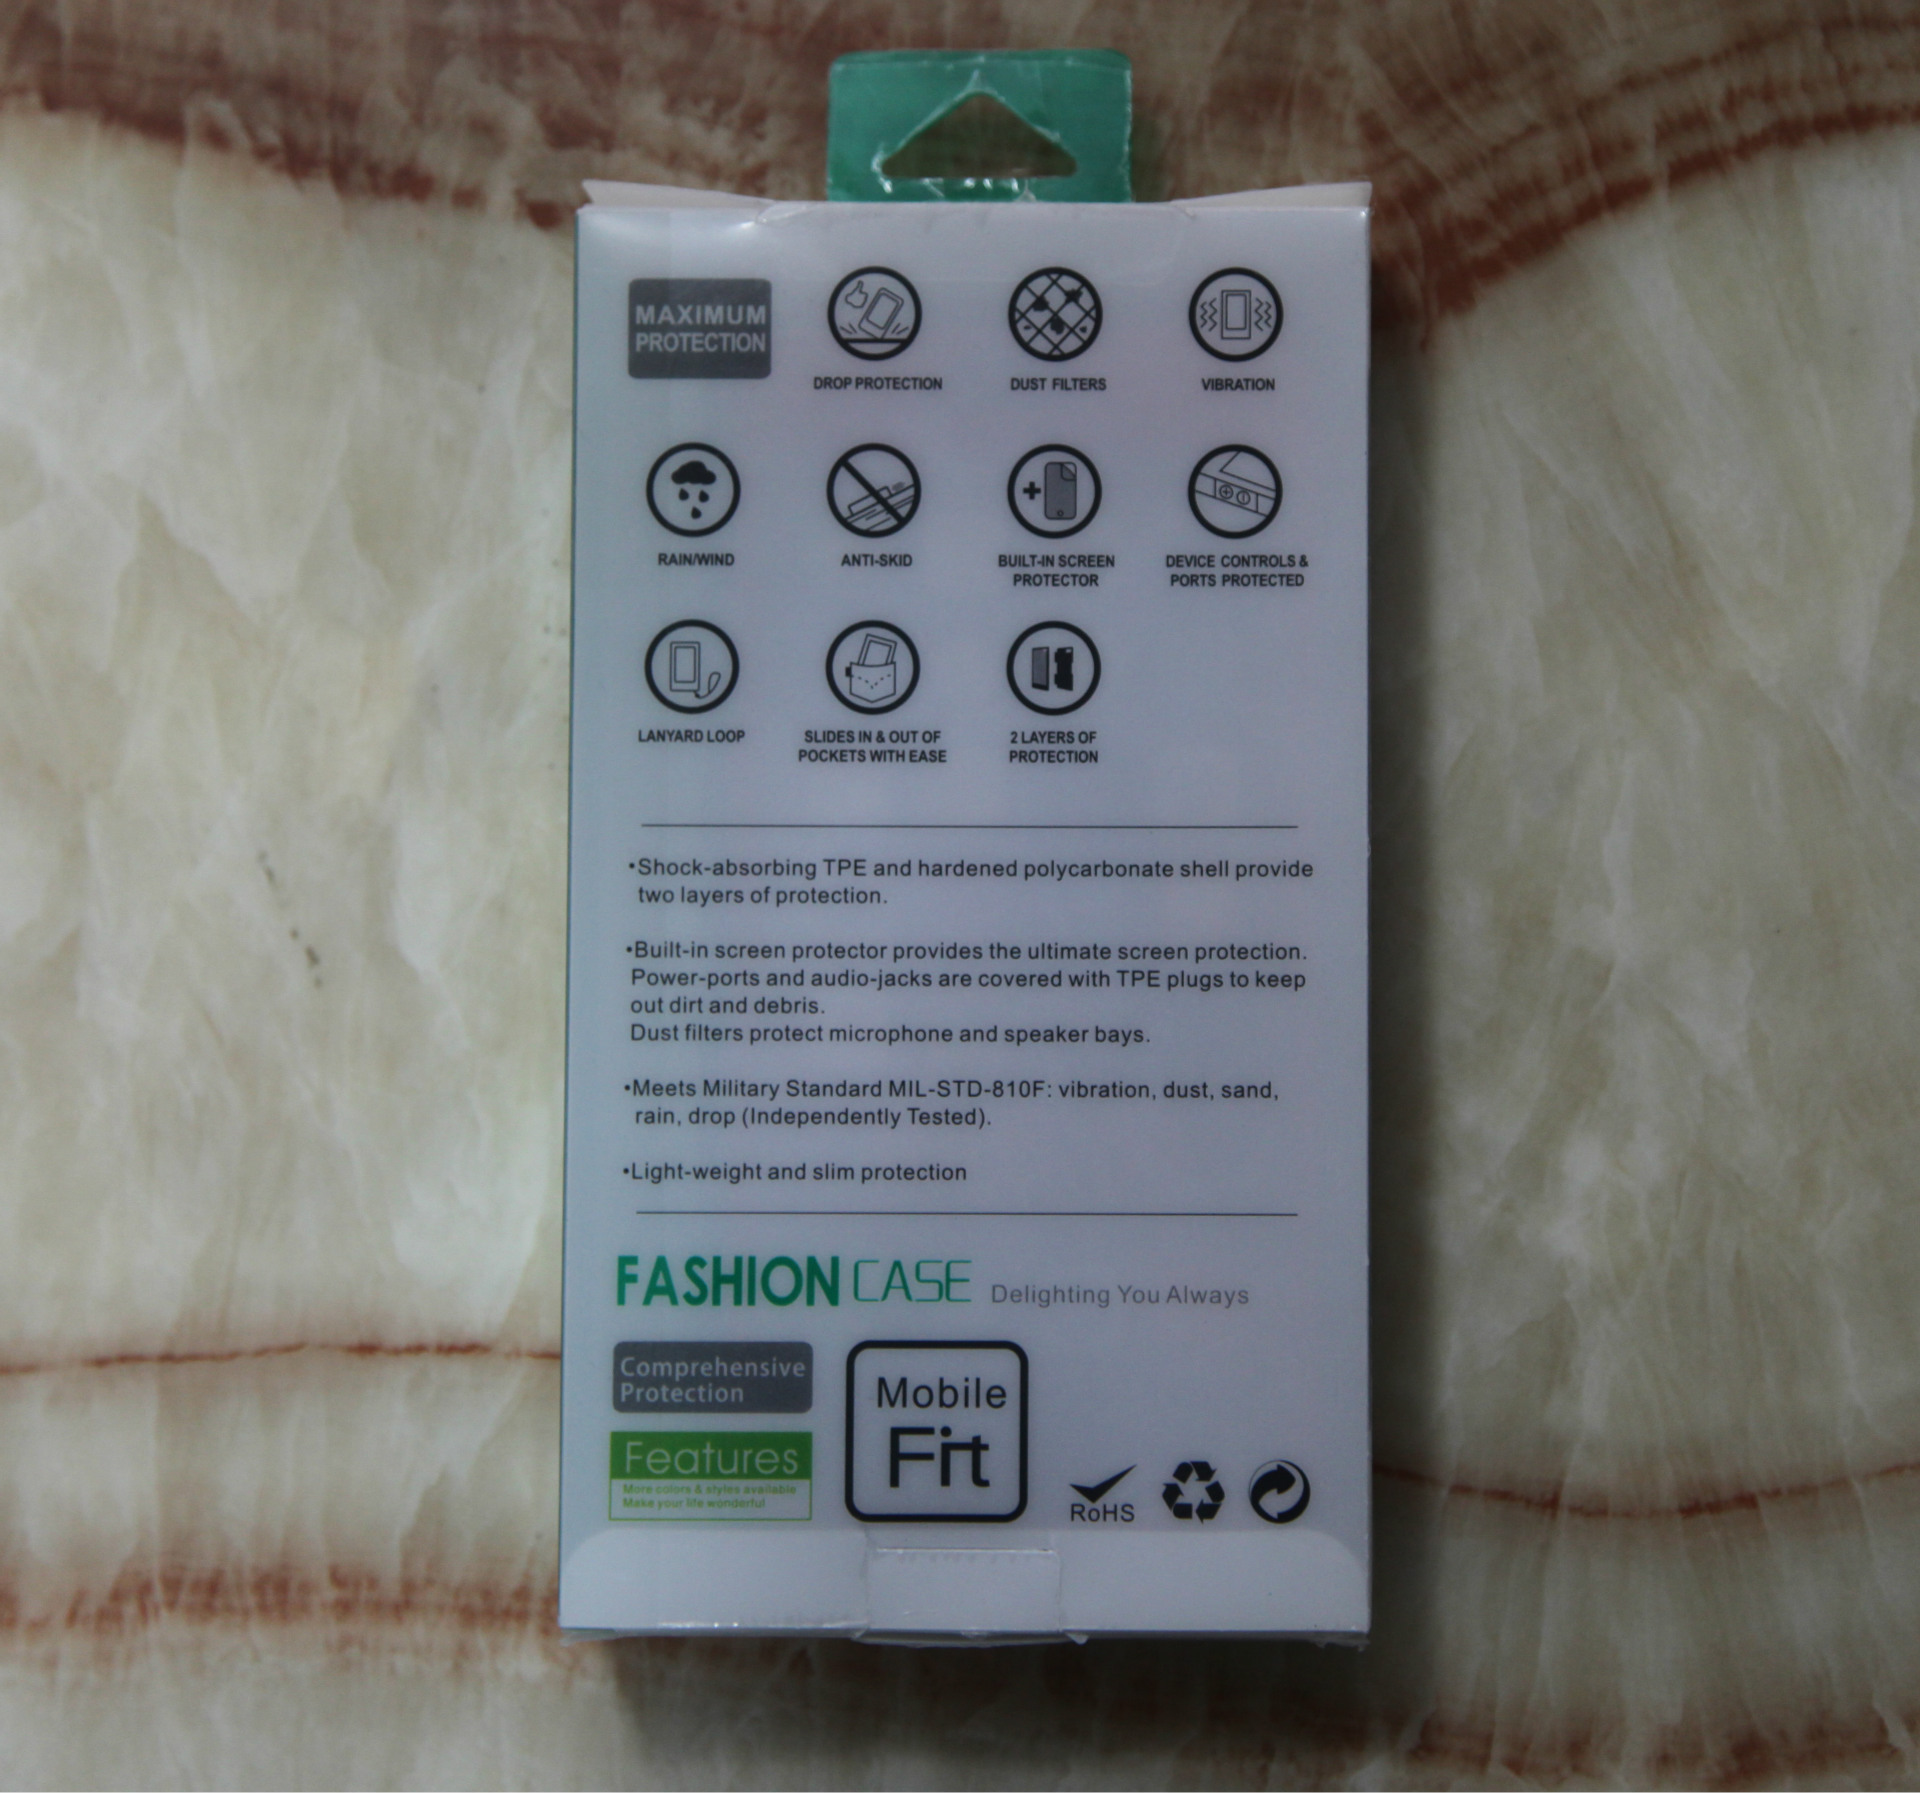 MAXIMUM
PROTECTION
DROP PROTECTION
DUST FILTERS
VIBRATION
RAIN/WIND
ANTI-SKID
BUILT-IN SCREEN
PROTECTOR
DEVICE CONTROLS &
PORTS PROTECTED
LANYARD LOOP
SLIDES IN & OUT OF
POCKETS WITH EASE
2 LAYERS OF
PROTECTION
•Shock-absorbing TPE and hardened polycarbonate shell provide
two layers of protection.
•Built-in screen protector provides the ultimate screen protection.
Power-ports and audio-jacks are covered with TPE plugs to keep
out dirt and debris.
Dust filters protect microphone and speaker bays.
•Meets Military Standard MIL-STD-810F: vibration, dust, sand,
rain, drop (Independently Tested).
•Light-weight and slim protection
FASHION CASE Delighting You Always
Comprehensive
Protection
Features
More colors & styles available
Make your life wonderful
Mobile
Fit
RoHS